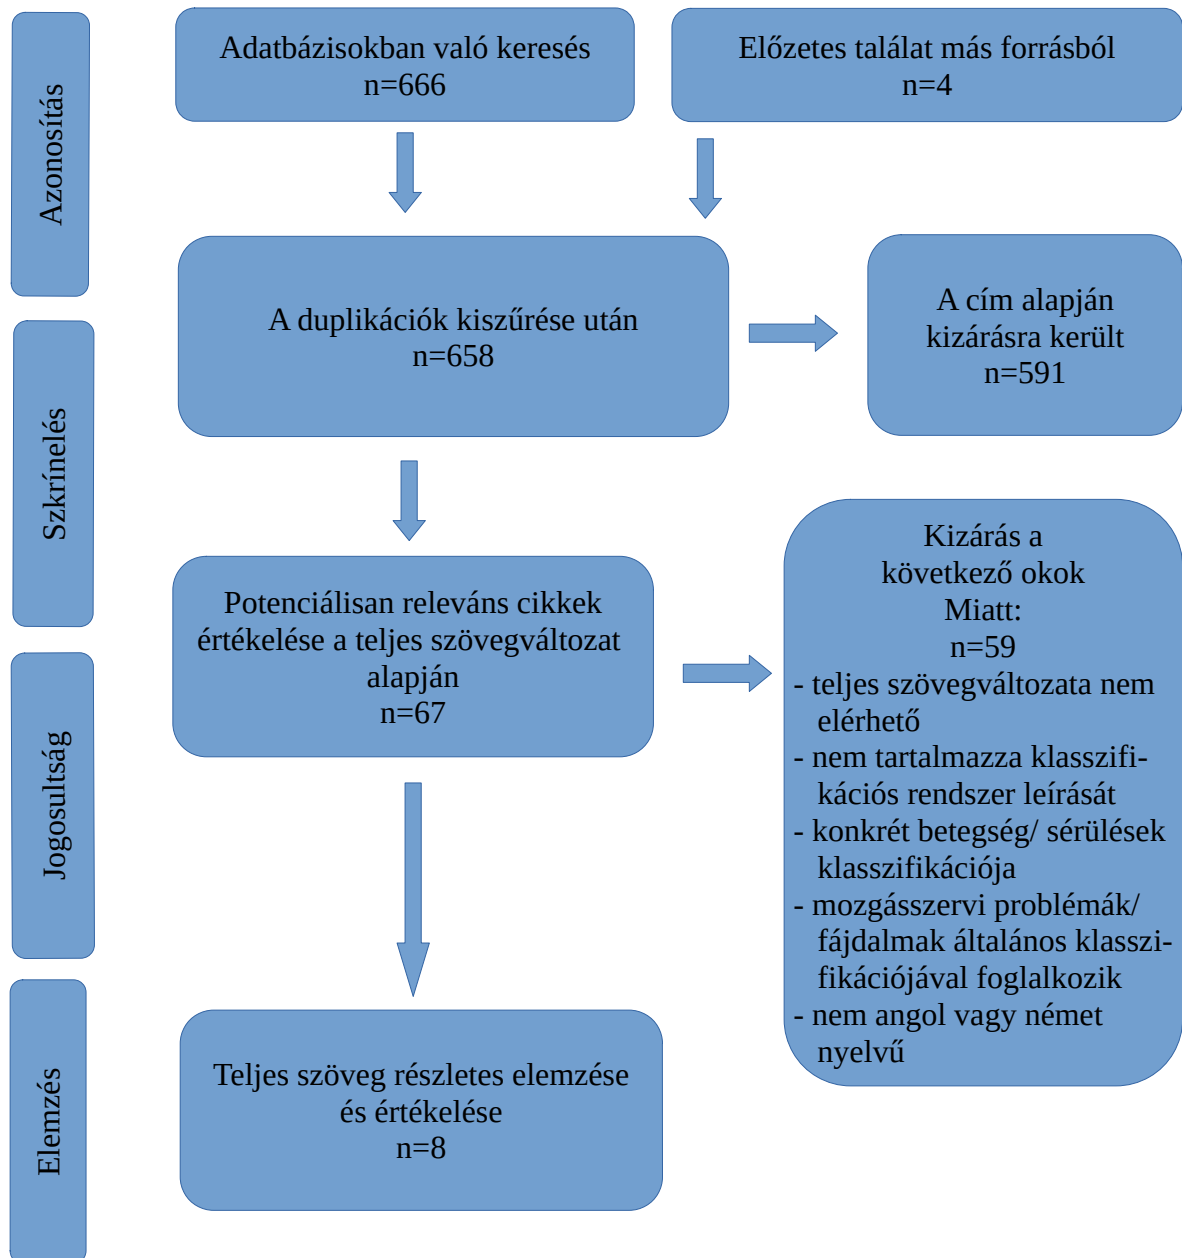 Azonosítás
Adatbázisokban való keresés
n=666
Előzetes találat más forrásból
n=4
A duplikációk kiszűrése után
n=658
A cím alapján
kizárásra került
n=591
Szkrínelés
Potenciálisan releváns cikkek
értékelése a teljes szövegváltozat
alapján
n=67
Kizárás a
következő okok
Miatt:
n=59
- teljes szövegváltozata nem
elérhető
- nem tartalmazza klasszifi-
kációs rendszer leírását
- konkrét betegség/ sérülések
klasszifikációja
- mozgásszervi problémák/
fájdalmak általános klasszi-
fikációjával foglalkozik
- nem angol vagy német
nyelvű
Jogosultság
Elemzés
Teljes szöveg részletes elemzése
és értékelése
n=8